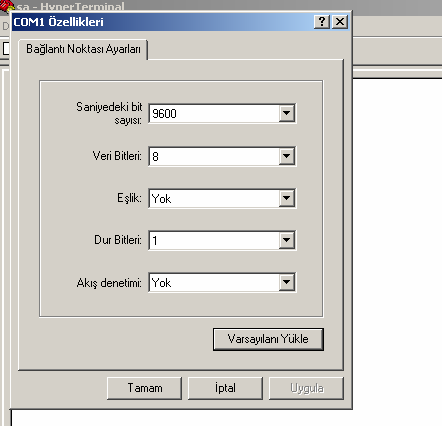 sa - HyperTerminal
COM1 Özellikleri
Bağlantı Noktası Ayarları
Saniyedeki bit
sayısı:
9600
Veri Bitleri:
8
Eşlik:
Yok
Dur Bitleri:
1
Akış denetimi:
Yok
Varsayılanı Yükle
Tamam
İptal
Uygula